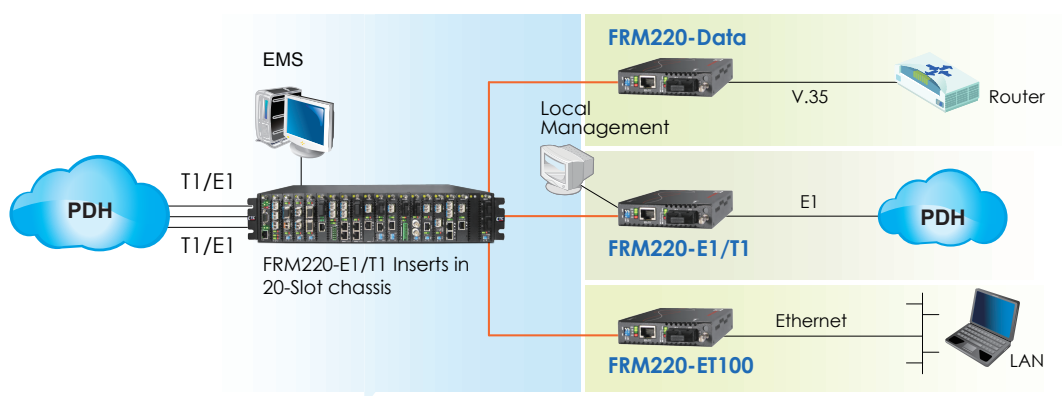 FRM220-Data
EMS
V.35
Router
Local
Management
T1/E1
PDH
T1/E1
E1
PDH
FRM220-E1/T1
FRM220-E1/T1 Inserts in
20-Slot chassis
Ethernet
LAN
FRM220-ET100